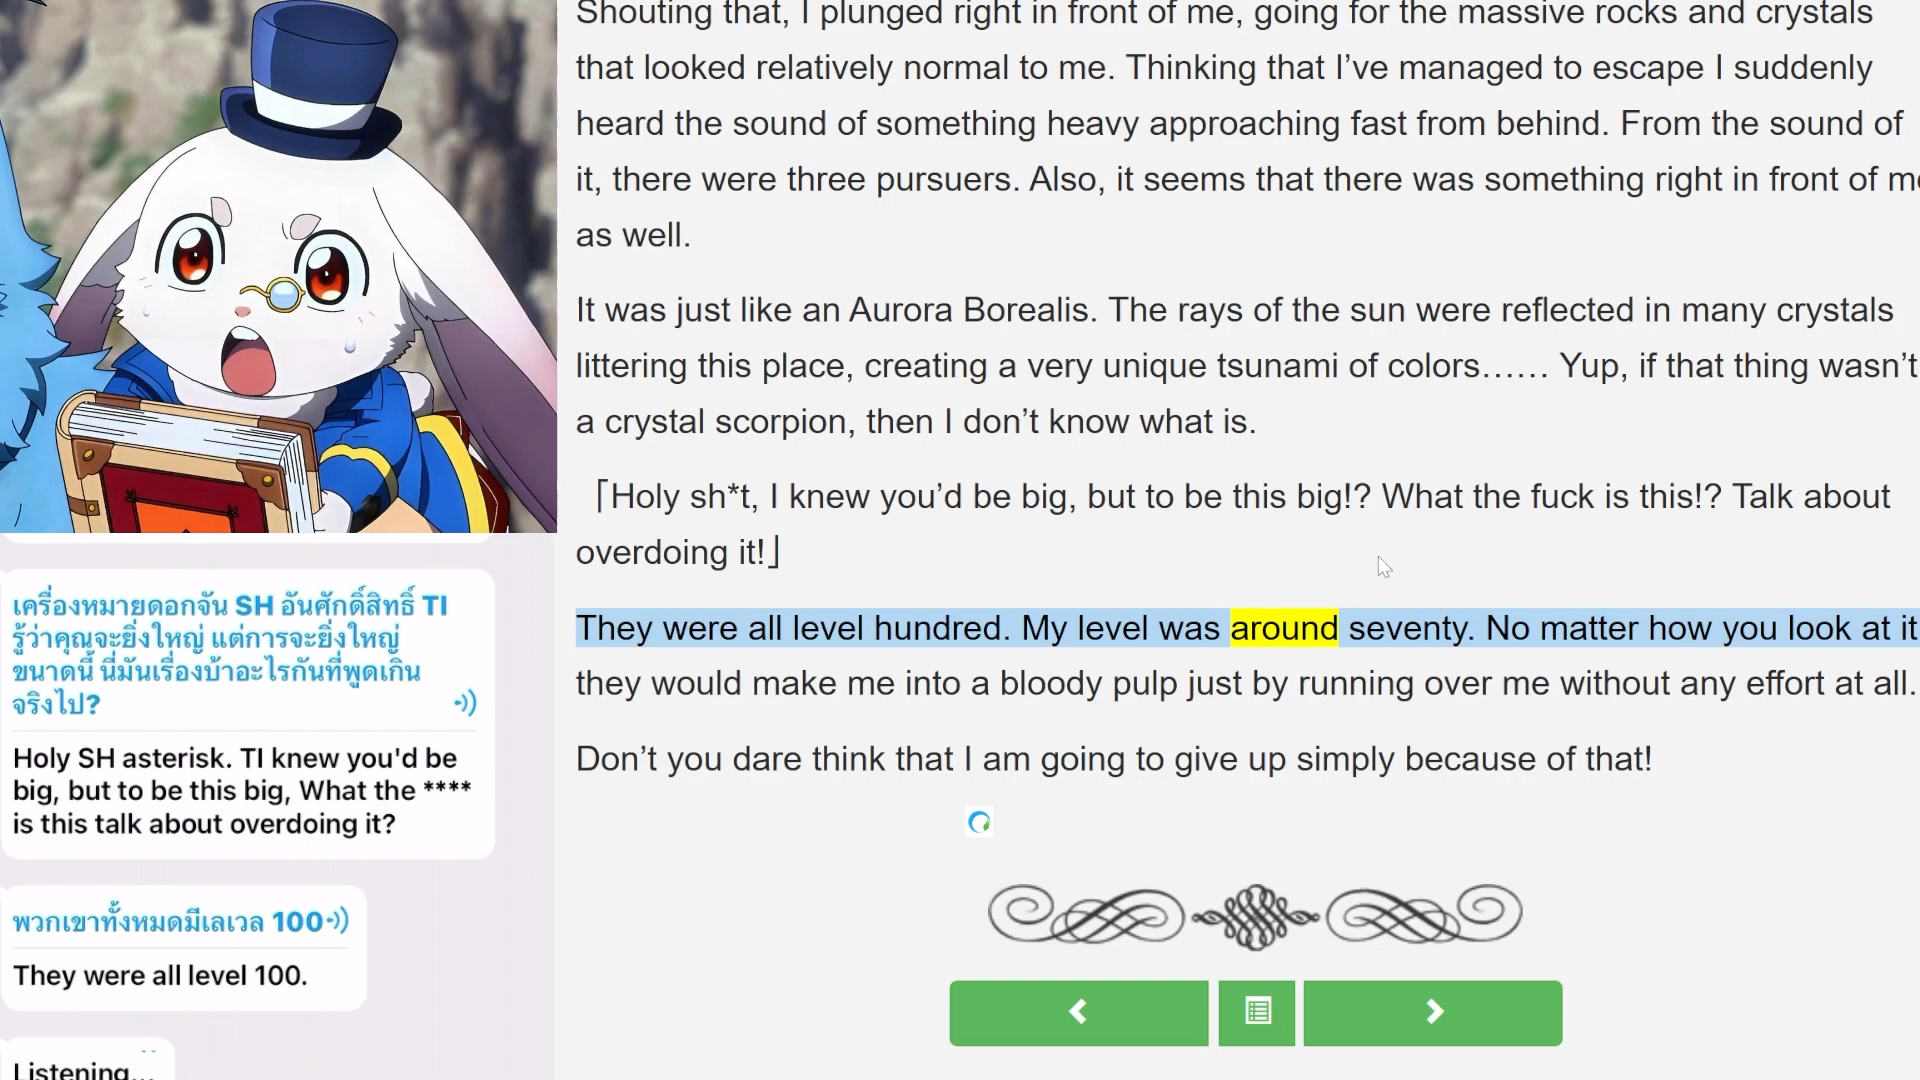 Shouting that, I plunged right in front of me, going for the massive rocks and crystals
that looked relatively normal to me. Thinking that I’ve managed to escape I suddenly
heard the sound of something heavy approaching fast from behind. From the sound of
it, there were three pursuers. Also, it seems that there was something right in front of me
as well.
It was just like an Aurora Borealis. The rays of the sun were reflected in many crystals
littering this place, creating a very unique tsunami of colors…… Yup, if that thing wasn’t
a crystal scorpion, then I don’t know what is.
「Holy sh*t, I knew you’d be big, but to be this big!? What the fuck is this!? Talk about
overdoing it!」
They were all level hundred. My level was around seventy. No matter how you look at it
they would make me into a bloody pulp just by running over me without any effort at all.
Don’t you dare think that I am going to give up simply because of that!
เครื่องหมายดอกจัน SH อันศักดิ์สิทธิ์ TI
รู้ว่าคุณจะยิ่งใหญ่ แต่การจะยิ่งใหญ่
ขนาดนี้ นี่มันเรื่องบ้าอะไรกันที่พูดเกิน
จริงไป?
Holy SH asterisk. TI knew you'd be
big, but to be this big, What the ****
is this talk about overdoing it?
พวกเขาทั้งหมดมีเลเวล 100
They were all level 100.
Listening...